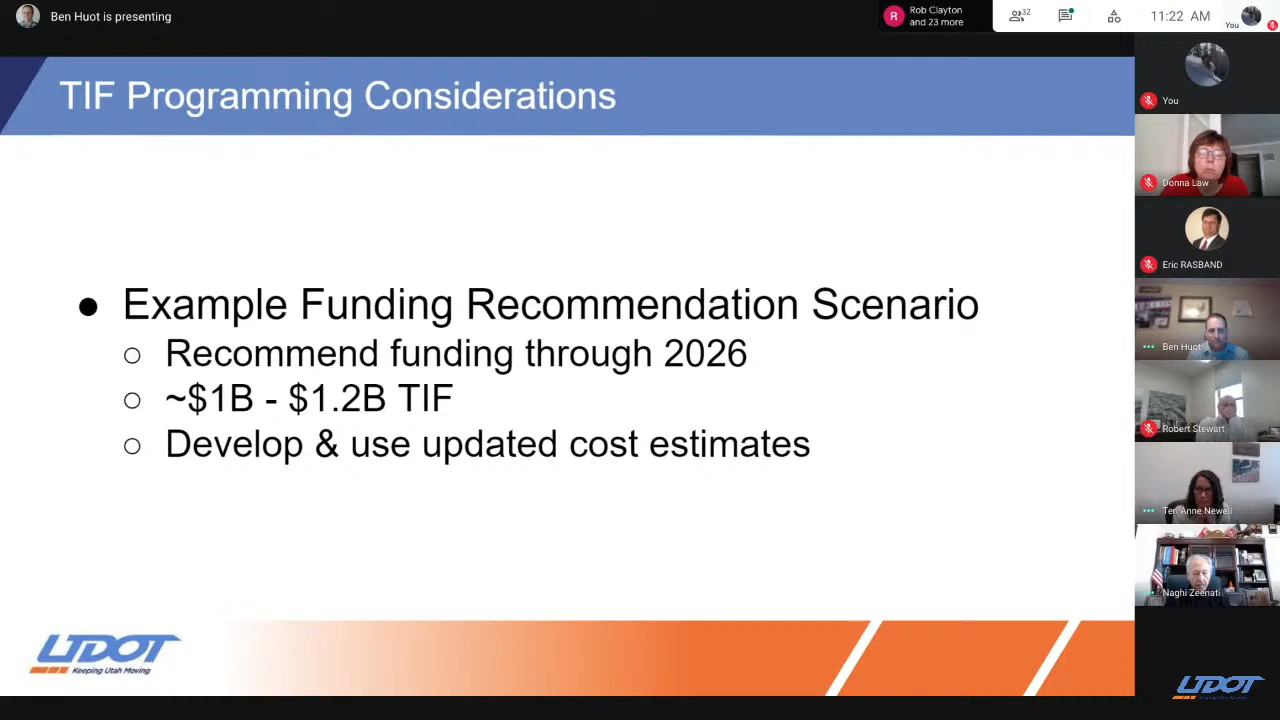 Ben Huot is presenting
R
Rob Clayton
and 23 more
32
11:22 AM
You
TIF Programming Considerations
● Example Funding Recommendation Scenario
○ Recommend funding through 2026
○ ~$1B - $1.2B TIF
○ Develop & use updated cost estimates
UDOT
Keeping Utah Moving
You
Donna Law
Eric RASBAND
Ben Huot
Robert Stewart
Teri Anne Newell
Naghi Zeenati
UDOT